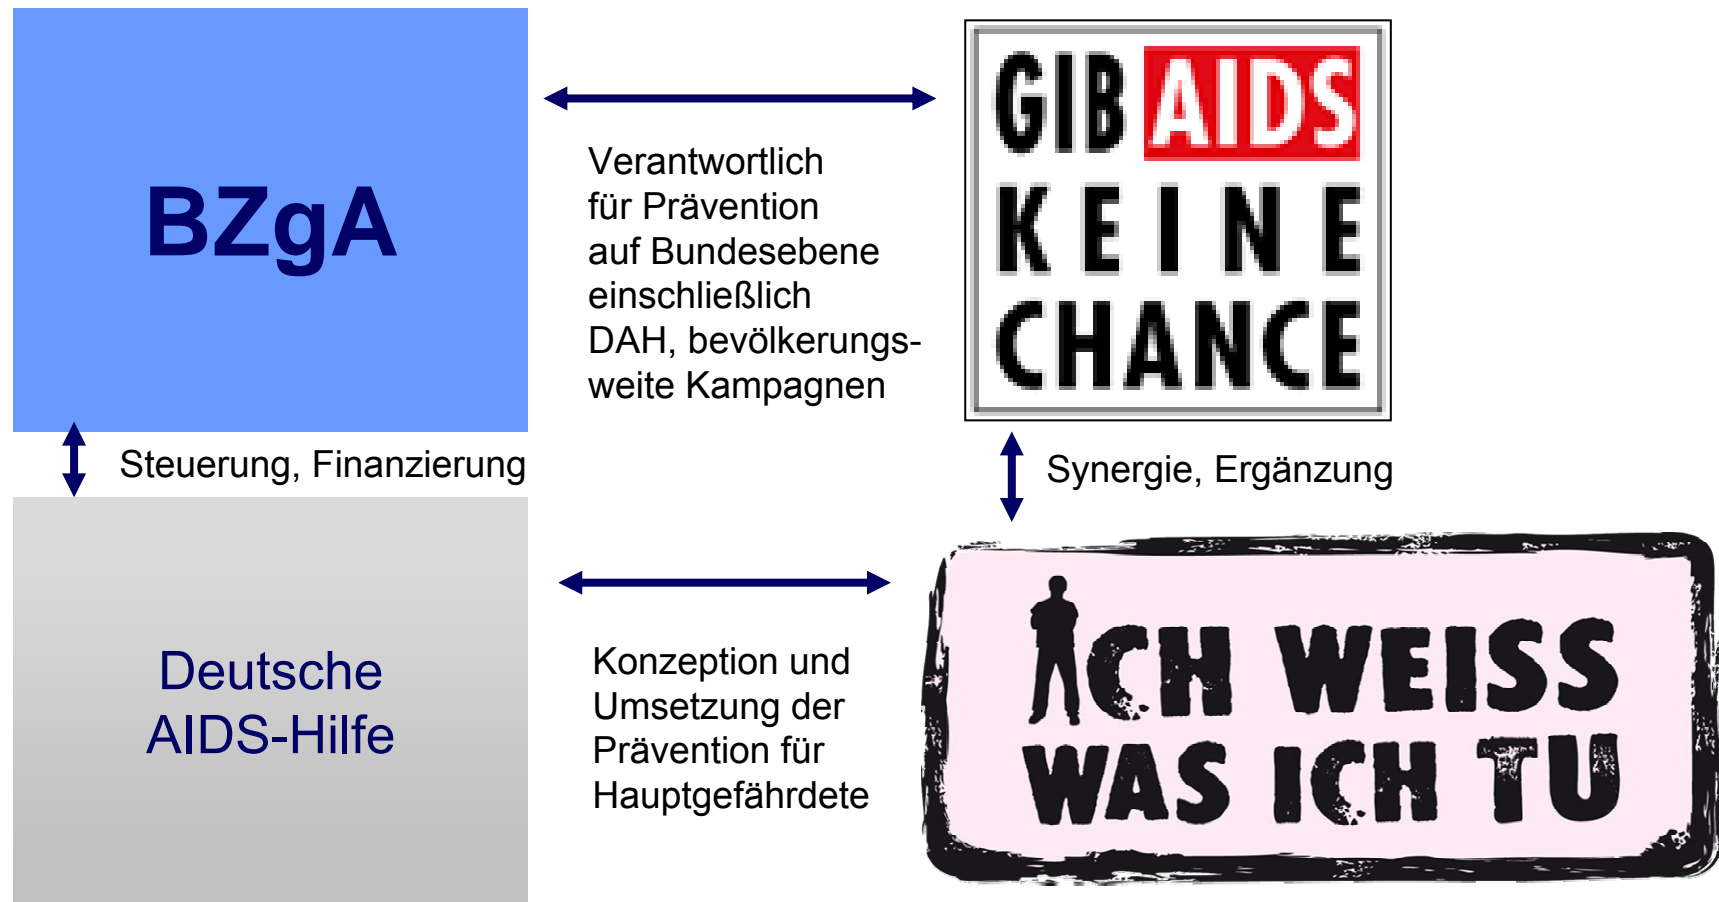 BZgA
Verantwortlich
für Prävention
auf Bundesebene
einschließlich
DAH, bevölkerungs-
weite Kampagnen
GIB AIDS
KEINE
CHANCE
Steuerung, Finanzierung
Synergie, Ergänzung
Deutsche
AIDS-Hilfe
Konzeption und
Umsetzung der
Prävention für
Hauptgefährdete
ICH WEISS
WAS ICH TU